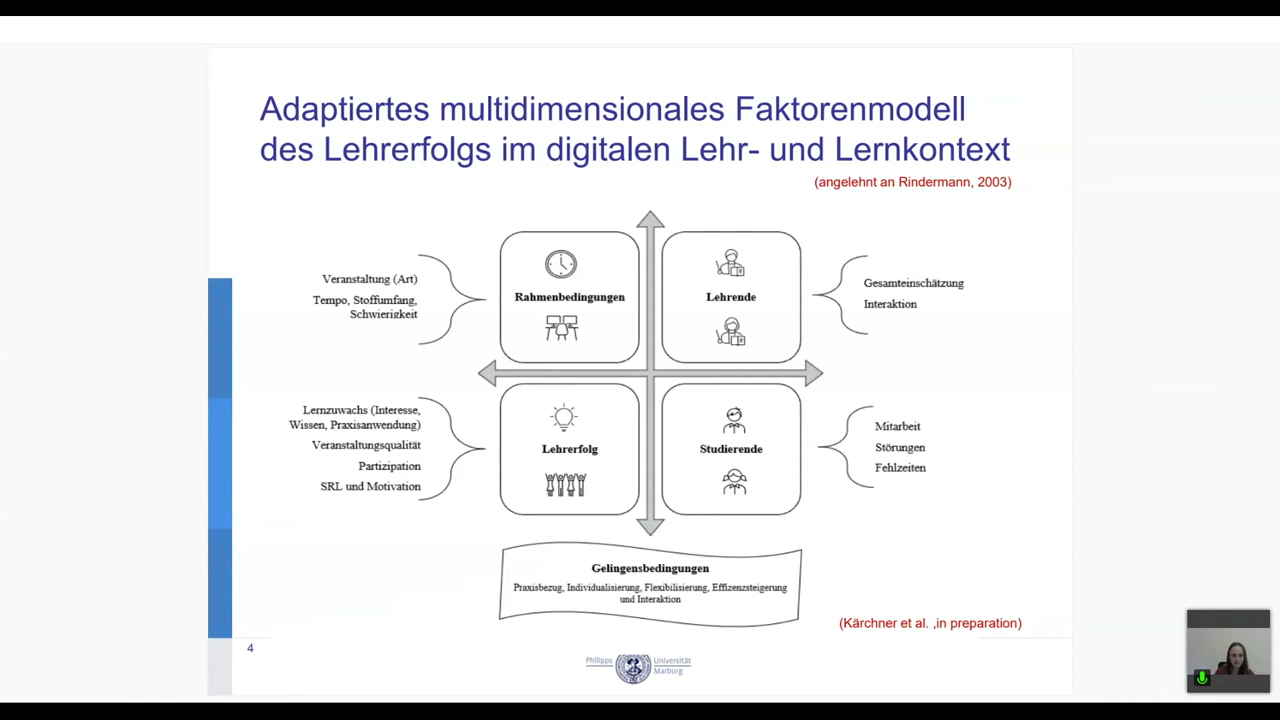 Adaptiertes multidimensionales Faktorenmodell
des Lehrerfolgs im digitalen Lehr- und Lernkontext
(angelehnt an Rindermann, 2003)
Veranstaltung (Art)
Tempo, Stoffumfang,
Schwierigkeit
Rahmenbedingungen
Lehrende
Gesamteinschätzung
Interaktion
Lernzuwachs (Interesse,
Wissen, Praxisanwendung)
Veranstaltungsqualität
Partizipation
SRL und Motivation
Lehrerfolg
Studierende
Mitarbeit
Störungen
Fehlzeiten
Gelingensbedingungen
Praxisbezug, Individualisierung, Flexibilisierung, Effizenzsteigerung
und Interaktion
(Kärchner et al. ,in preparation)
4
Philipps
Universität
Marburg